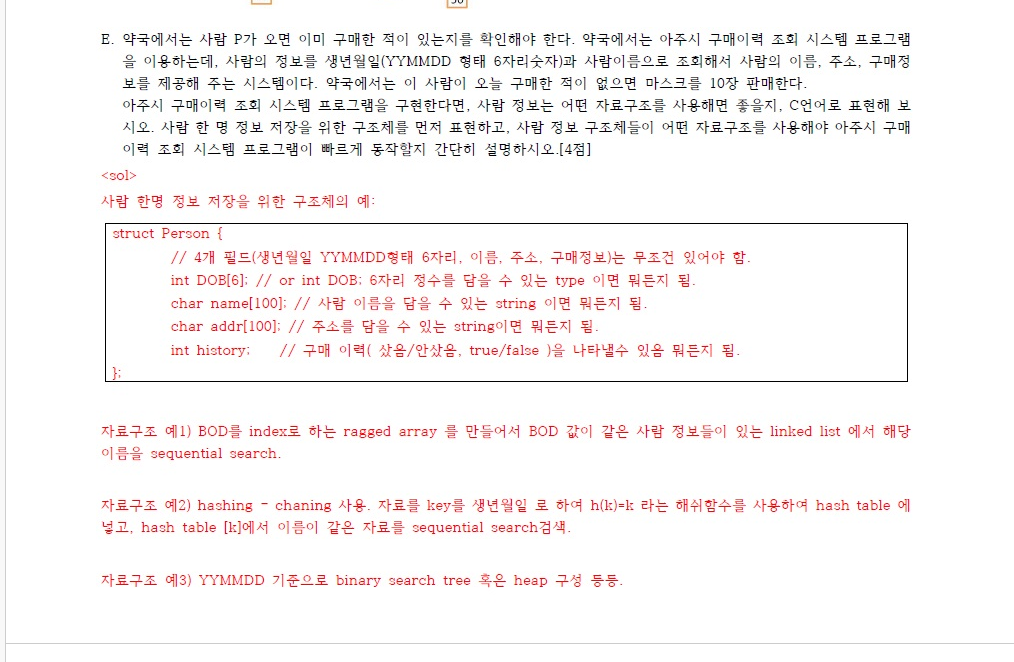 E. 약국에서는 사람 P가 오면 이미 구매한 적이 있는지를 확인해야 한다. 약국에서는 아주시 구매이력 조회 시스템 프로그램
을 이용하는데, 사람의 정보를 생년월일(YYMMDD 형태 6자리숫자)과 사람이름으로 조회해서 사람의 이름, 주소, 구매정
보를 제공해 주는 시스템이다. 약국에서는 이 사람이 오늘 구매한 적이 없으면 마스크를 10장 판매한다.
아주시 구매이력 조회 시스템 프로그램을 구현한다면, 사람 정보는 어떤 자료구조를 사용해면 좋을지, C언어로 표현해 보
시오. 사람 한 명 정보 저장을 위한 구조체를 먼저 표현하고, 사람 정보 구조체들이 어떤 자료구조를 사용해야 아주시 구매
이력 조회 시스템 프로그램이 빠르게 동작할지 간단히 설명하시오.[4점]
<sol>
사람 한명 정보 저장을 위한 구조체의 예:
struct Person {
// 4개 필드(생년월일 YYMMDD형태 6자리, 이름, 주소, 구매정보)는 무조건 있어야 함.
int DOB[6]; // or int DOB; 6자리 정수를 담을 수 있는 type 이면 뭐든지 됨.
char name[100]; // 사람 이름을 담을 수 있는 string 이면 뭐든지 됨.
char addr[100]; // 주소를 담을 수 있는 string이면 뭐든지 됨.
int history; // 구매 이력( 샀음/안샀음, true/false )을 나타낼수 있음 뭐든지 됨.
};
자료구조 예1) BOD를 index로 하는 ragged array 를 만들어서 BOD 값이 같은 사람 정보들이 있는 linked list 에서 해당
이름을 sequential search.
자료구조 예2) hashing - chaning 사용. 자료를 key를 생년월일 로 하여 h(k)=k 라는 해쉬함수를 사용하여 hash table 에
넣고, hash table [k]에서 이름이 같은 자료를 sequential search검색.
자료구조 예3) YYMMDD 기준으로 binary search tree 혹은 heap 구성 등등.